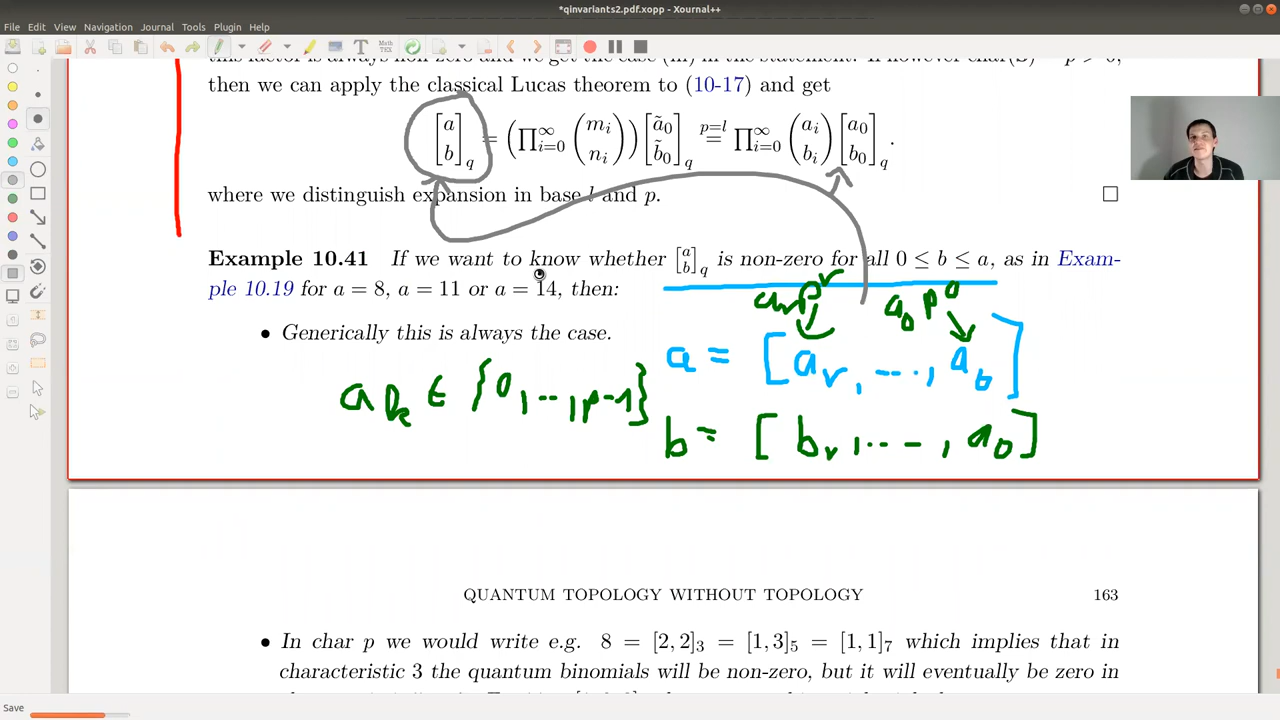 *qinvariants2.pdf.xopp - Xournal++
File Edit View Navigation Journal Tools Plugin Help
then we can apply the classical Lucas theorem to (10-17) and get
[a b]_q = (∏_{i=0}^∞ (m_i n_i)) [ã_0 b̃_0]_q =^{p=l} ∏_{i=0}^∞ (a_i b_i) [a_0 b_0]_q .
where we distinguish expansion in base l and p. □
Example 10.41 If we want to know whether [a b]_q is non-zero for all 0 ≤ b ≤ a, as in Exam-
ple 10.19 for a = 8, a = 11 or a = 14, then:
a_r p^r a_0 p^0
• Generically this is always the case.
a = [a_r, ..., a_0]
a_k ∈ {0, ..., p-1}
b = [b_r, ..., a_0]
QUANTUM TOPOLOGY WITHOUT TOPOLOGY 163
• In char p we would write e.g. 8 = [2, 2]_3 = [1, 3]_5 = [1, 1]_7 which implies that in
characteristic 3 the quantum binomials will be non-zero, but it will eventually be zero in
Save